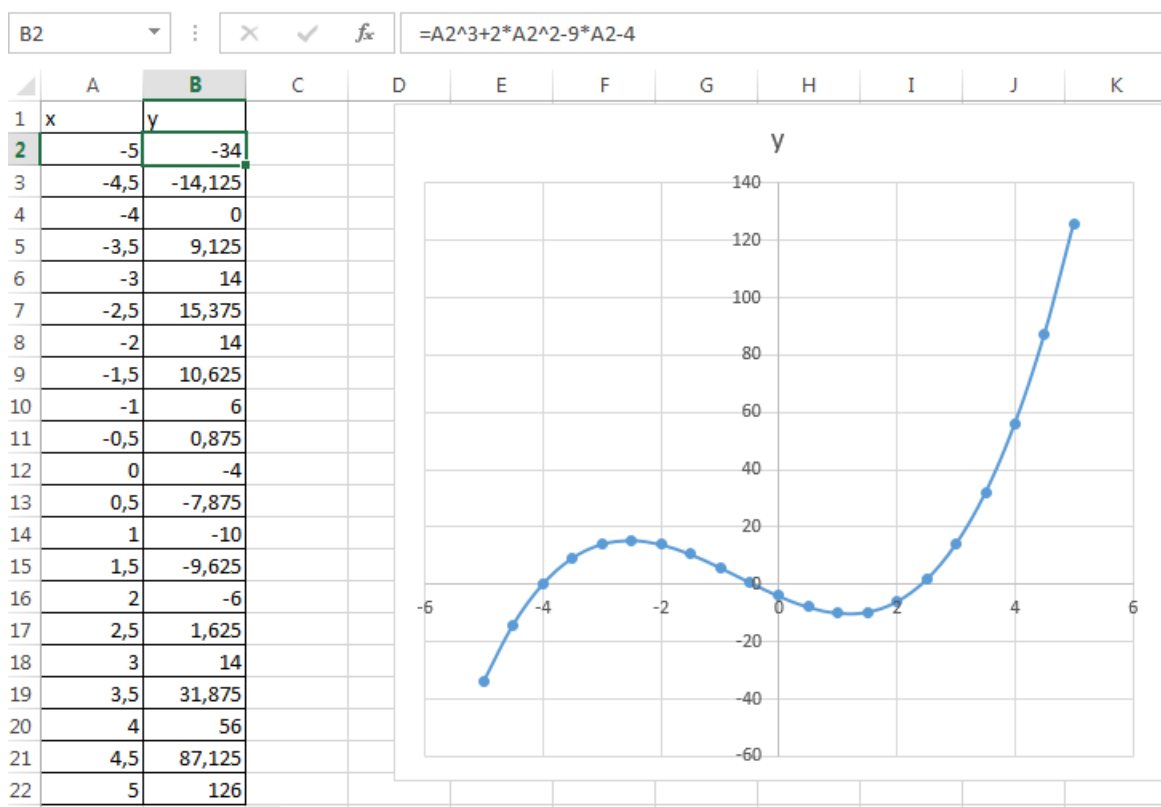 B2 fx =A2^3+2*A2^2-9*A2-4
A B C D E F G H I J K
1 x y
2 -5 -34
3 -4,5 -14,125
4 -4 0
5 -3,5 9,125
6 -3 14
7 -2,5 15,375
8 -2 14
9 -1,5 10,625
10 -1 6
11 -0,5 0,875
12 0 -4
13 0,5 -7,875
14 1 -10
15 1,5 -9,625
16 2 -6
17 2,5 1,625
18 3 14
19 3,5 31,875
20 4 56
21 4,5 87,125
22 5 126
y
140
120
100
80
60
40
20
0
-20
-40
-60
-6 -4 -2 0 2 4 6